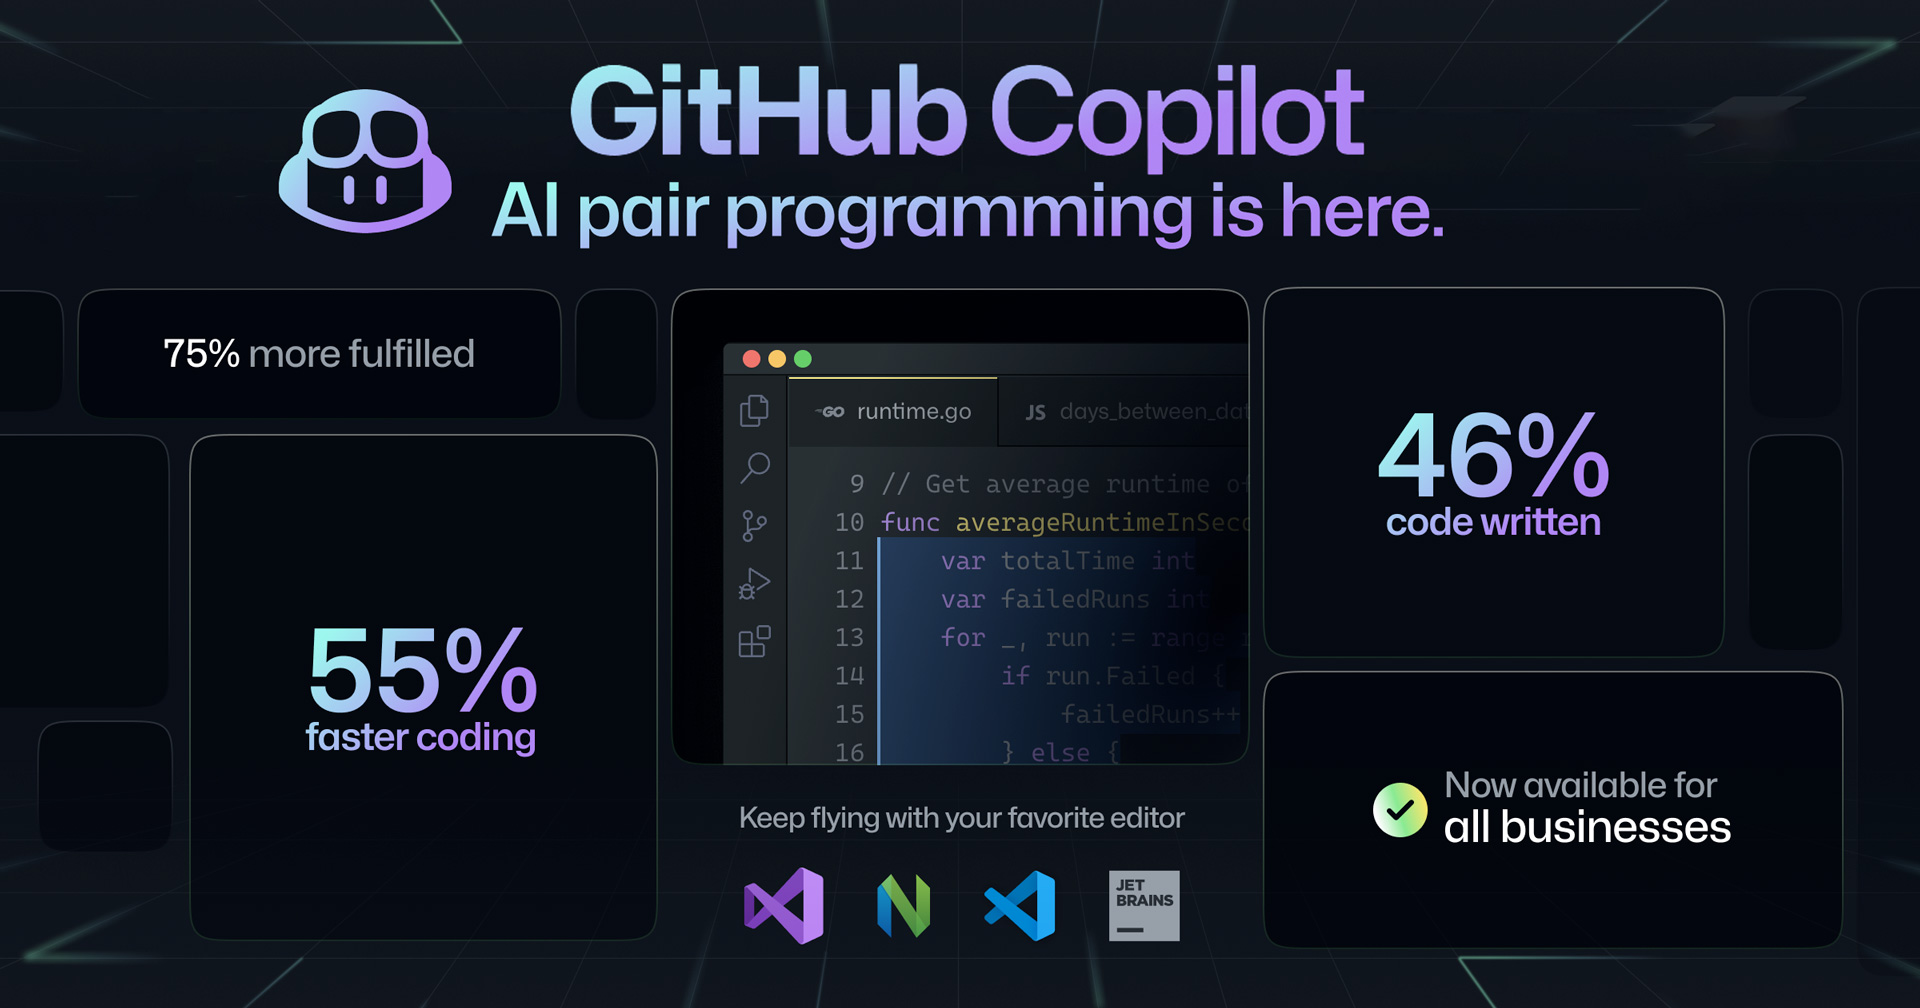 GitHub Copilot
AI pair programming is here.
75% more fulfilled
55%
faster coding
GO runtime.go
JS days_between_dat
9 // Get average runtime of
10 func averageRuntimeInSeco
11 var totalTime int
12 var failedRuns int
13 for _, run := range r
14 if run.Failed {
15 failedRuns++
16 } else {
Keep flying with your favorite editor
JET
BRAINS
46%
code written
Now available for
all businesses